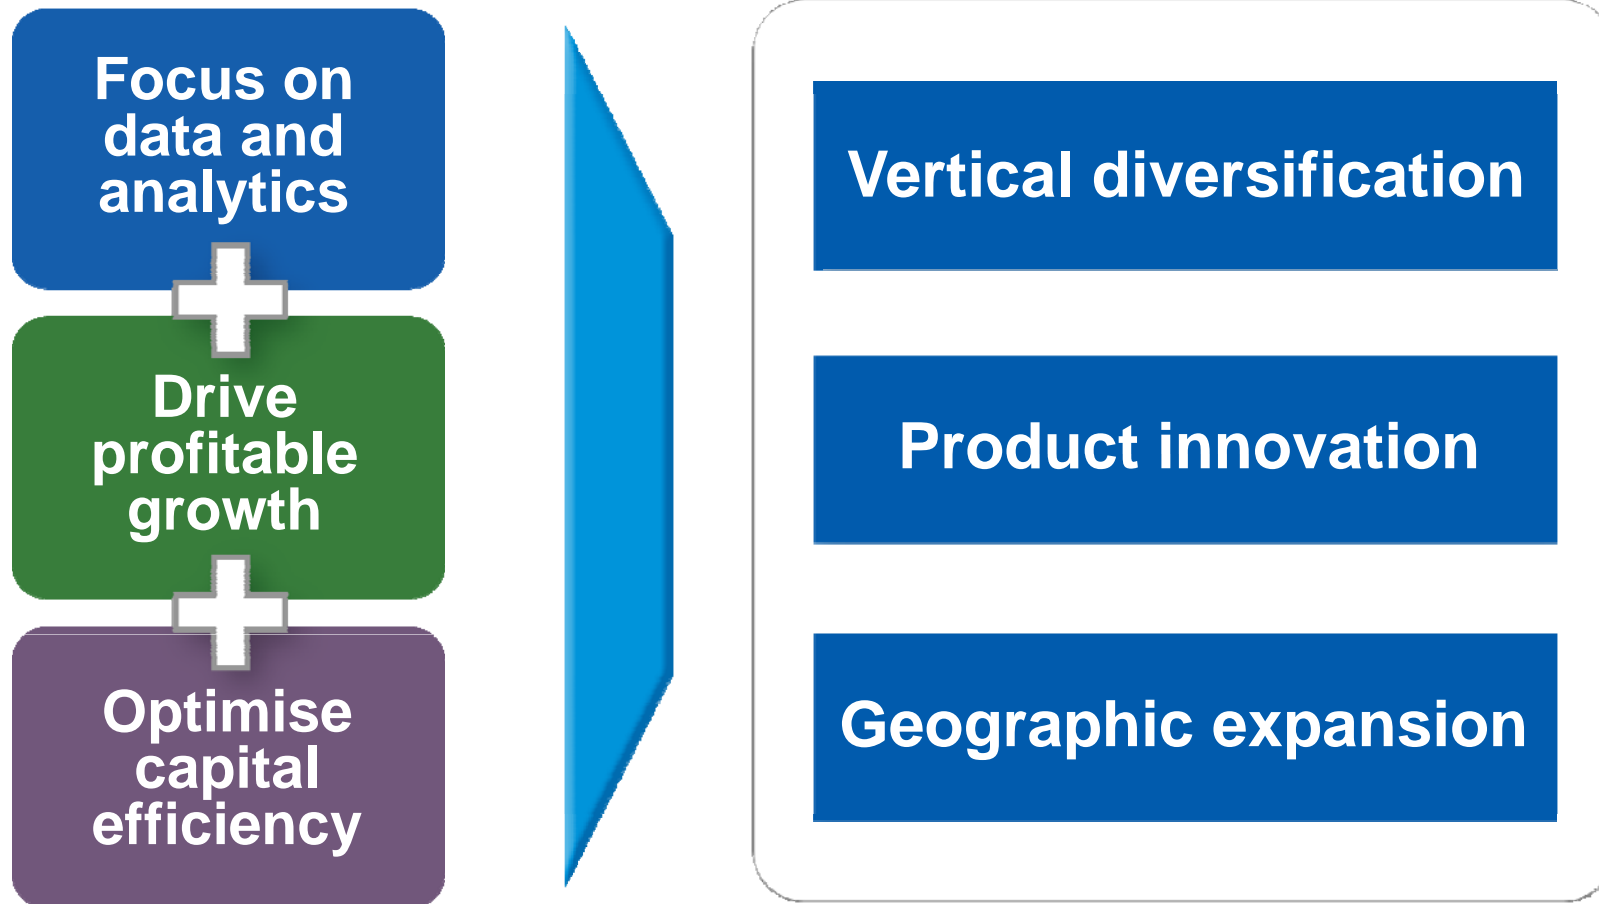 Focus on
data and
analytics
Drive
profitable
growth
Optimise
capital
efficiency
Vertical diversification
Product innovation
Geographic expansion